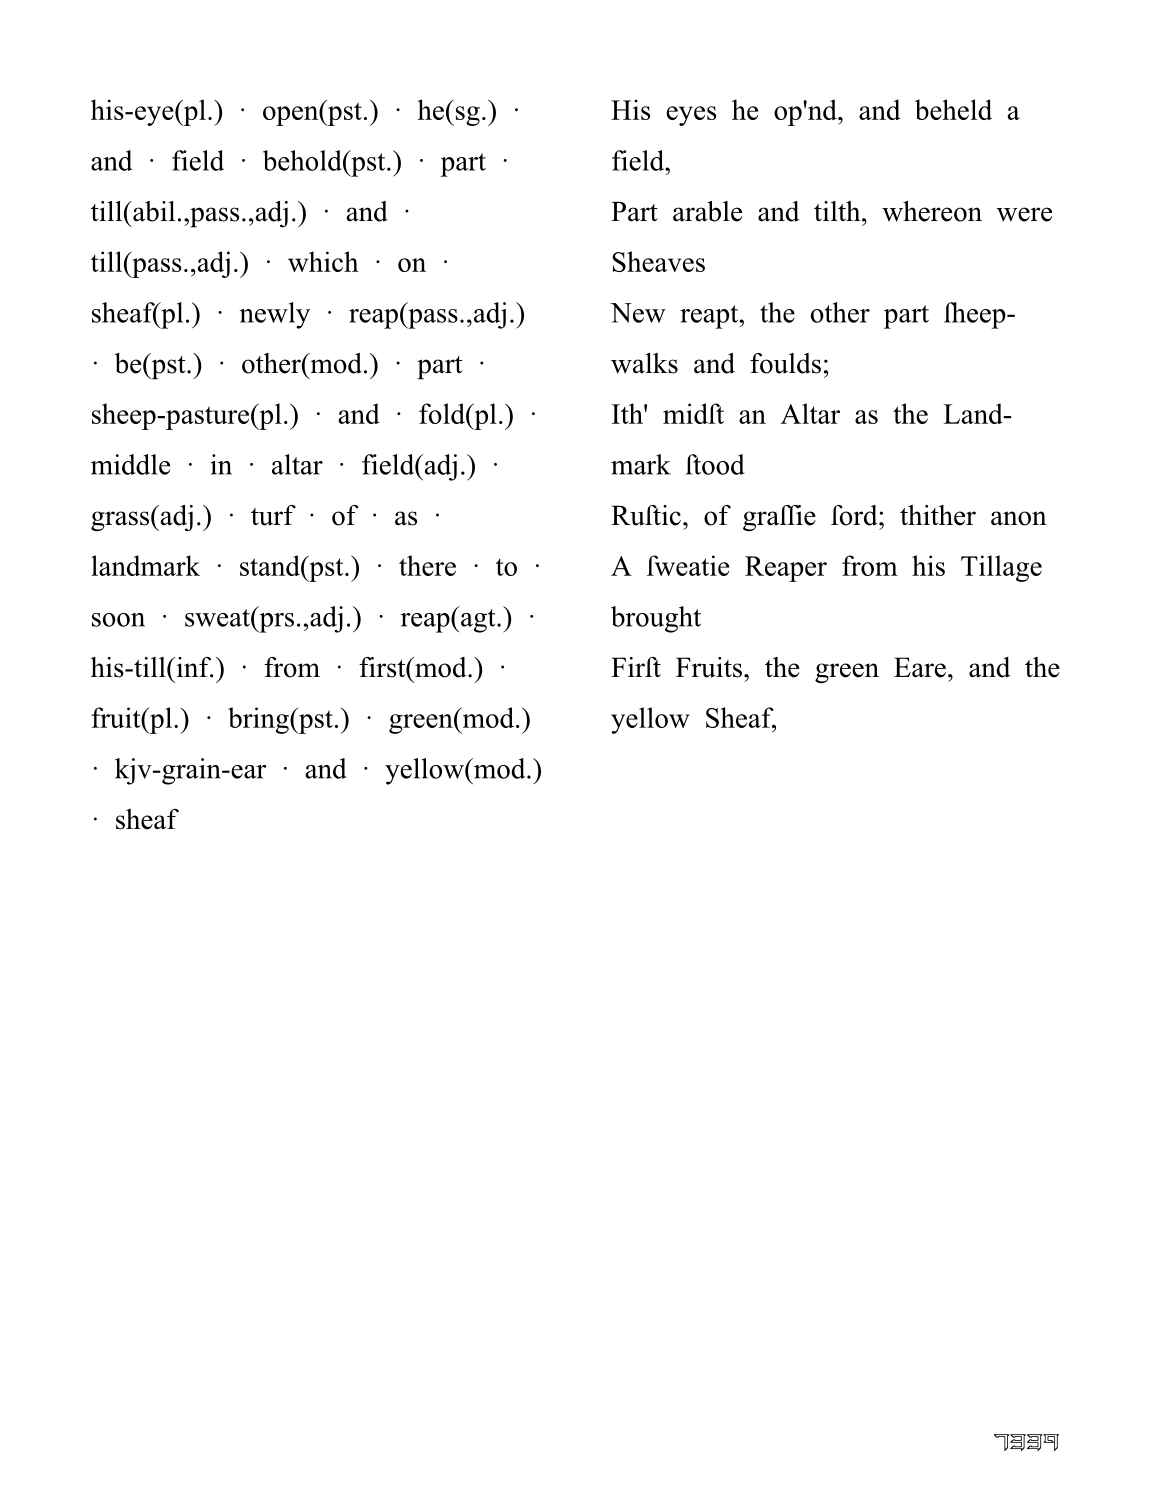 his-eye(pl.) · open(pst.) · he(sg.) ·
and · field · behold(pst.) · part ·
till(abil.,pass.,adj.) · and ·
till(pass.,adj.) · which · on ·
sheaf(pl.) · newly · reap(pass.,adj.)
· be(pst.) · other(mod.) · part ·
sheep-pasture(pl.) · and · fold(pl.) ·
middle · in · altar · field(adj.) ·
grass(adj.) · turf · of · as ·
landmark · stand(pst.) · there · to ·
soon · sweat(prs.,adj.) · reap(agt.) ·
his-till(inf.) · from · first(mod.) ·
fruit(pl.) · bring(pst.) · green(mod.)
· kjv-grain-ear · and · yellow(mod.)
· sheaf
His eyes he op'nd, and beheld a
field,
Part arable and tilth, whereon were
Sheaves
New reapt, the other part ſheep-
walks and foulds;
Ith' midſt an Altar as the Land-
mark ſtood
Ruſtic, of graſſie ſord; thither anon
A ſweatie Reaper from his Tillage
brought
Firſt Fruits, the green Eare, and the
yellow Sheaf,